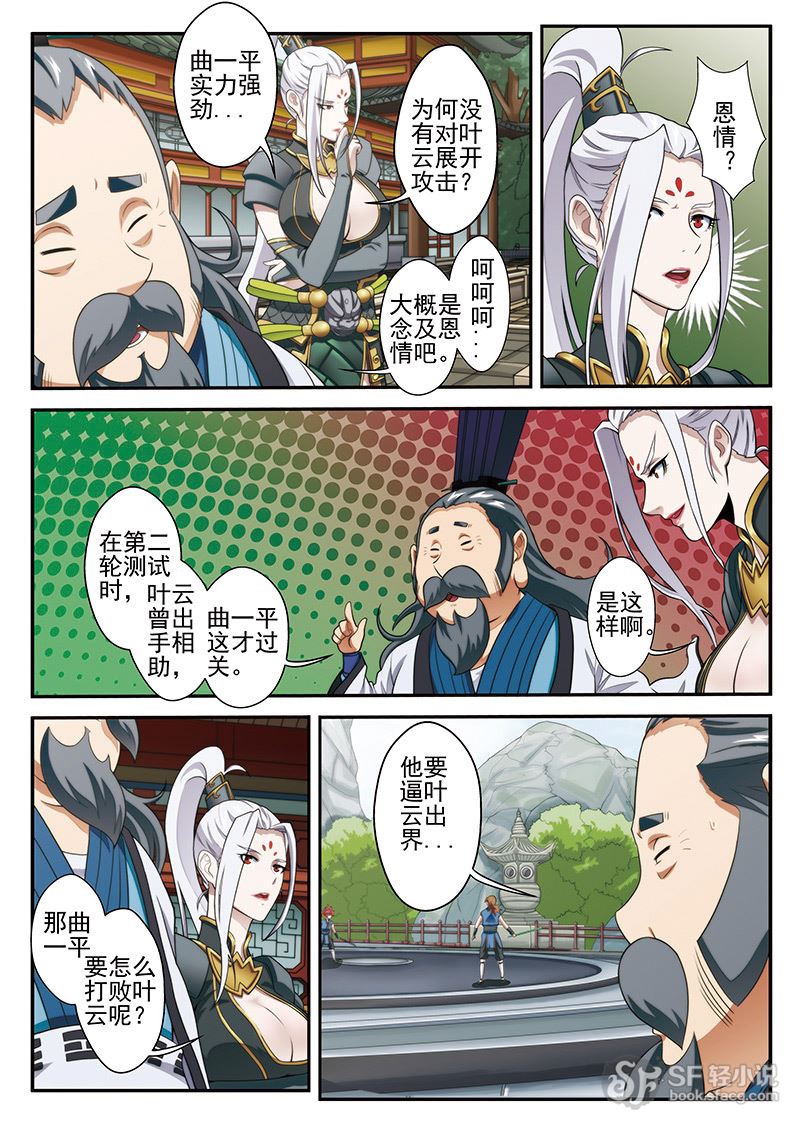 曲一平
实力强
劲...
为何没
有对叶
云展开
攻击？
呵呵呵..
大概是
念及恩
情吧。
恩
情？
在第二
轮测试
时，叶云
曾出
手相
助，
曲一平
才过
这关。
是这
样啊。
那曲
一平
要怎么
打败叶
云呢？
他要
逼叶云
出界...
SF 轻小说
book.sfacg.com